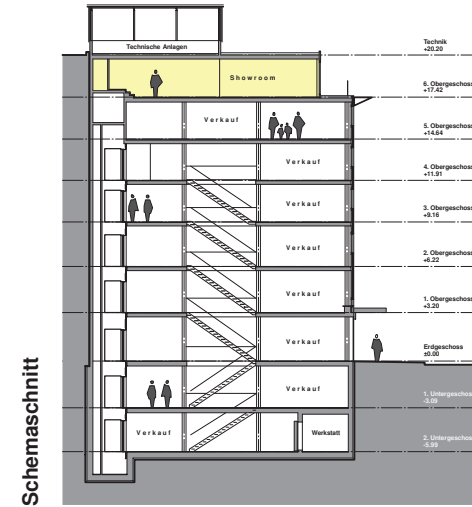 Schemaschnitt
Technische Anlagen
Technik
+20.20
Showroom
6. Obergeschoss
+17.42
Verkauf
5. Obergeschoss
+14.64
Verkauf
4. Obergeschoss
+11.91
Verkauf
3. Obergeschoss
+9.16
Verkauf
2. Obergeschoss
+6.22
Verkauf
1. Obergeschoss
+3.20
Verkauf
Erdgeschoss
±0.00
Verkauf
1. Untergeschoss
-3.09
Verkauf
Werkstatt
2. Untergeschoss
-5.99